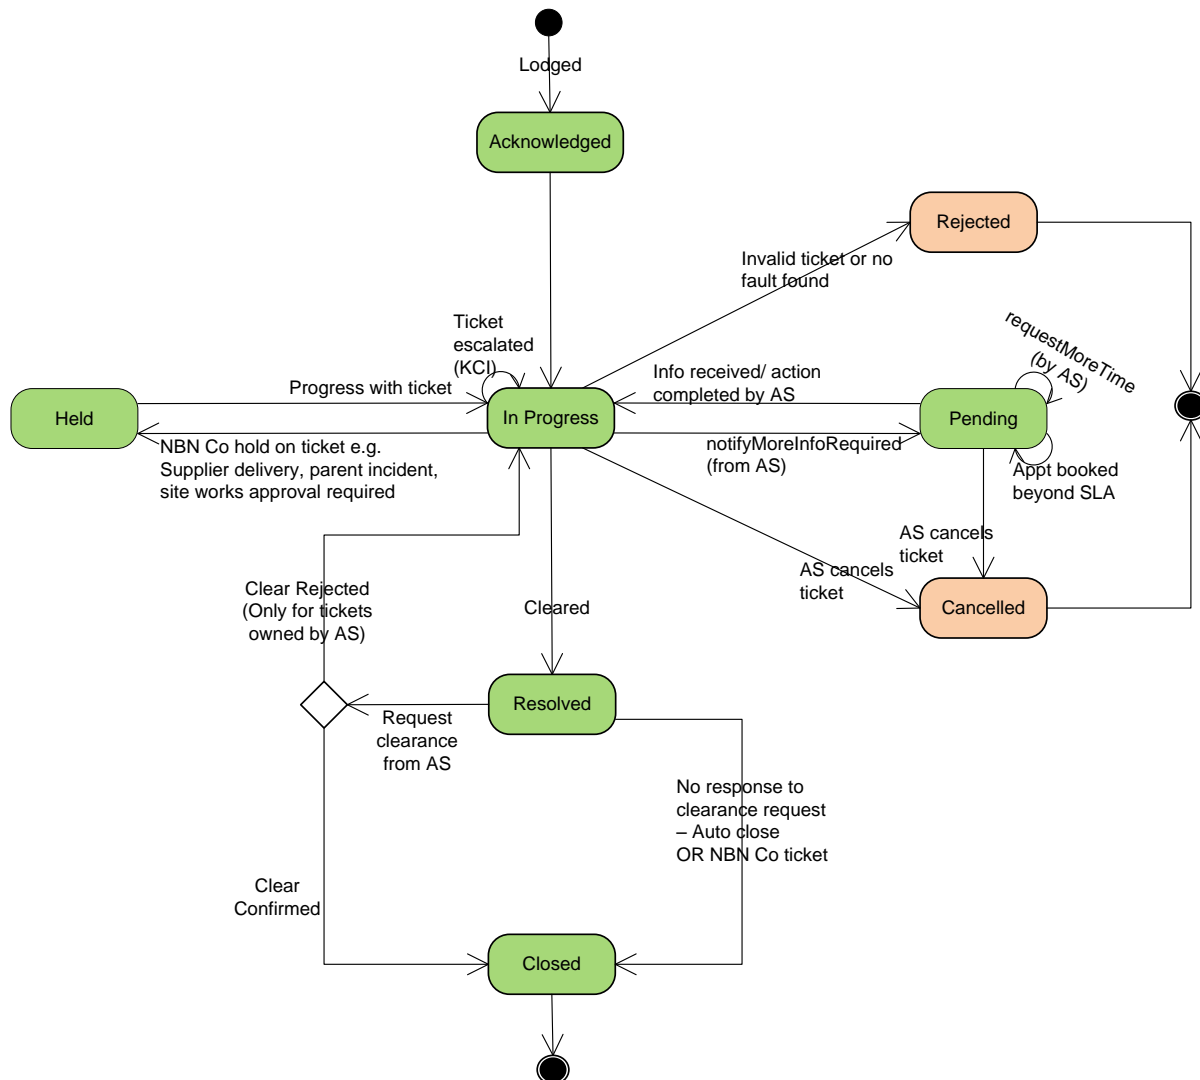 Lodged
Acknowledged
Rejected
Invalid ticket or no
fault found
Ticket
escalated
(KCI)
requestMoreTime
(by AS)
Progress with ticket
Info received/ action
completed by AS
Held
In Progress
Pending
NBN Co hold on ticket e.g.
Supplier delivery, parent incident,
site works approval required
notifyMoreInfoRequired
(from AS)
Appt booked
beyond SLA
AS cancels
ticket
AS cancels
ticket
Cancelled
Clear Rejected
(Only for tickets
owned by AS)
Cleared
Resolved
Request
clearance
from AS
No response to
clearance request
– Auto close
OR NBN Co ticket
Clear
Confirmed
Closed